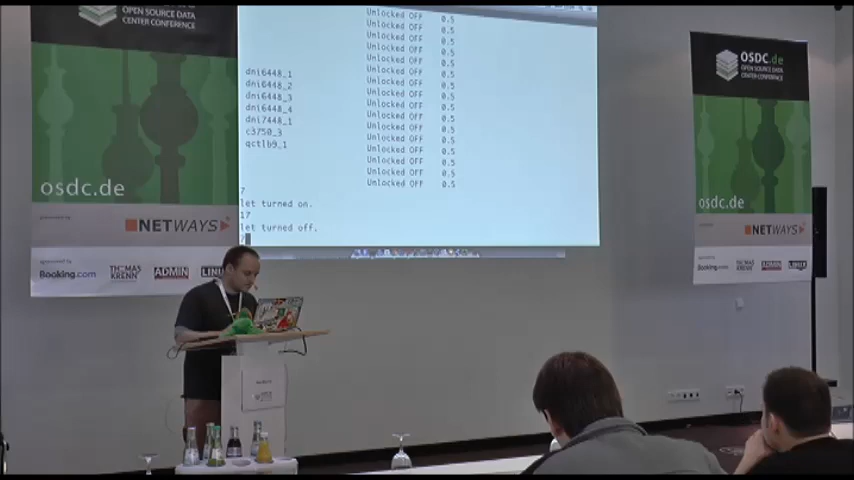 OPEN SOURCE DATA
CENTER CONFERENCE
osdc.de
NETWAYS
Booking.com
THOMAS
KRENN
ADMIN
LINUX
Unlocked OFF 0.5
Unlocked OFF 0.5
Unlocked OFF 0.5
Unlocked OFF 0.5
Unlocked OFF 0.5
dni6448_1 Unlocked OFF 0.5
dni6448_2 Unlocked OFF 0.5
dni6448_3 Unlocked OFF 0.5
dni6448_4 Unlocked OFF 0.5
dni7448_1 Unlocked OFF 0.5
c3750_3 Unlocked OFF 0.5
qctlb9_1 Unlocked OFF 0.5
Unlocked OFF 0.5
Unlocked OFF 0.5
Unlocked OFF 0.5
7
let turned on.
17
let turned off.
7
OSDC.de
OPEN SOURCE DATA
CENTER CONFERENCE
osdc.de
NETWAYS
Booking.com
THOMAS
KRENN
ADMIN
LINUX